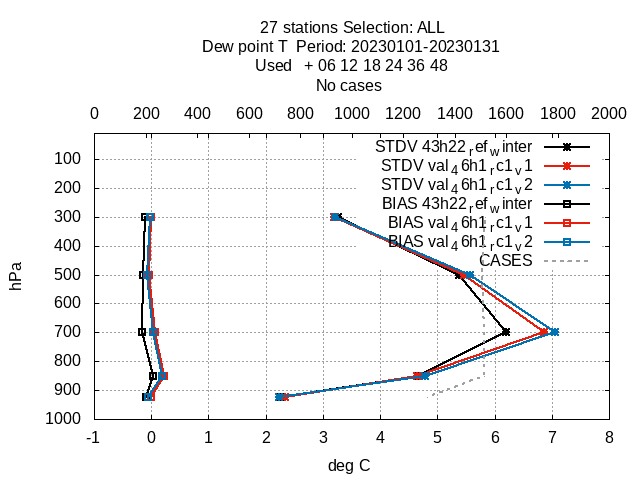 27 stations Selection: ALL
Dew point T  Period: 20230101-20230131
Used   + 06 12 18 24 36 48
No cases
0 200 400 600 800 1000 1200 1400 1600 1800 2000
STDV 43h22_ref_winter
STDV val_46h1_rc1_v1
STDV val_46h1_rc1_v2
BIAS 43h22_ref_winter
BIAS val_46h1_rc1_v1
BIAS val_46h1_rc1_v2
CASES
100
200
300
400
500
600
700
800
900
1000
hPa
-1 0 1 2 3 4 5 6 7 8
deg C